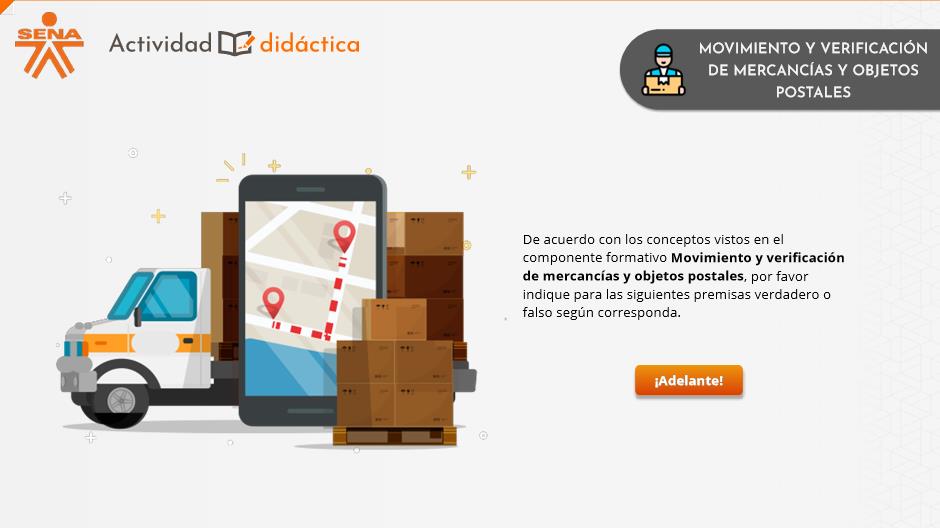 SENA
Actividad didáctica
MOVIMIENTO Y VERIFICACIÓN
DE MERCANCÍAS Y OBJETOS
POSTALES
De acuerdo con los conceptos vistos en el
componente formativo Movimiento y verificación
de mercancías y objetos postales, por favor
indique para las siguientes premisas verdadero o
falso según corresponda.
¡Adelante!